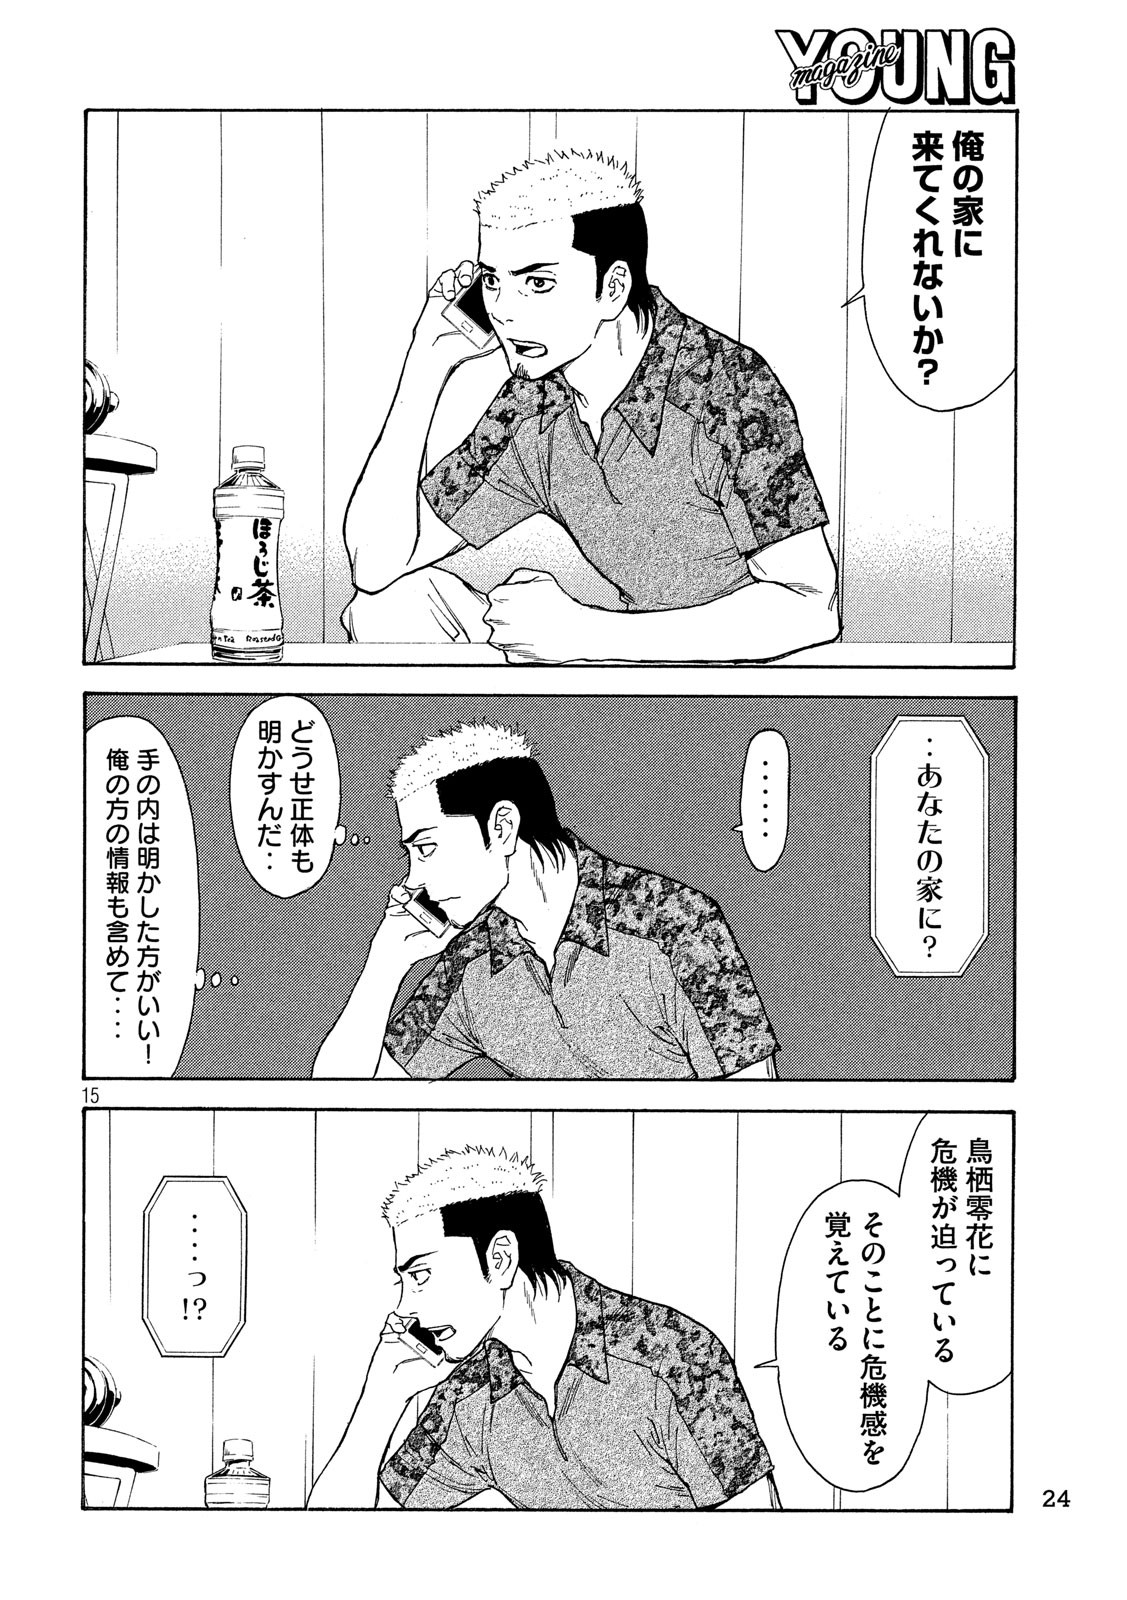 YOUNG
magazine
俺の家に
来てくれないか?
ほうじ茶
Roasted G
‥あなたの家に?
‥‥‥
どうせ正体も
明かすんだ‥
手の内は明かした方がいい!
俺の方の情報も含めて‥‥
15
鳥栖零花に
危機が迫っている
そのことに危機感を
覚えている
‥‥っ!?
24